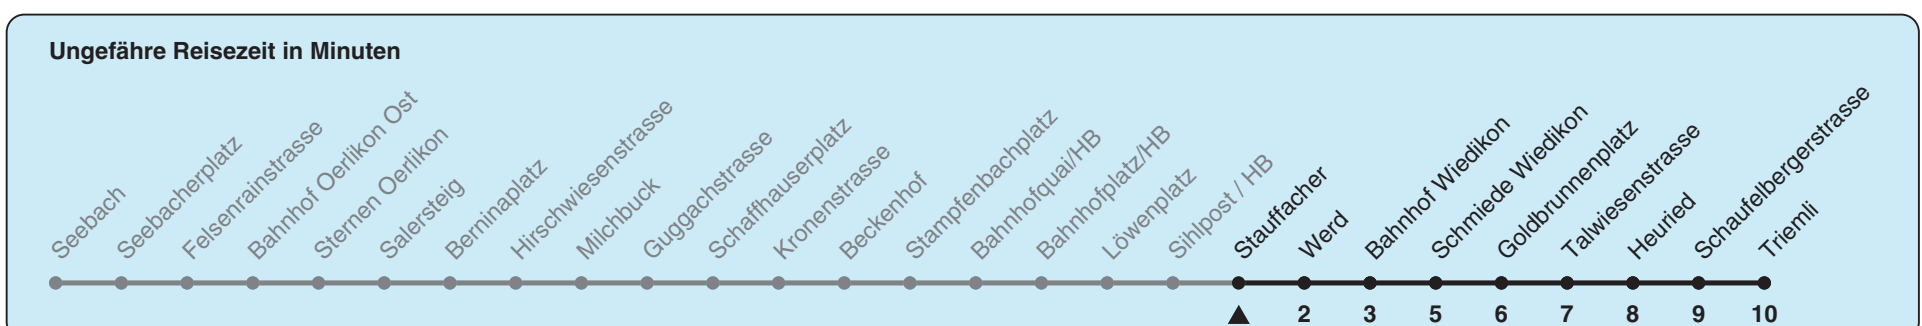 Ungefähre Reisezeit in Minuten
Seebach
Seebacherplatz
Felsenrainstrasse
Bahnhof Oerlikon Ost
Sternen Oerlikon
Salersteig
Berninaplatz
Hirschwiesenstrasse
Milchbuck
Guggachstrasse
Schaffhauserplatz
Kronenstrasse
Beckenhof
Stampfenbachplatz
Bahnhofquai/HB
Bahnhofplatz/HB
Löwenplatz
Sihlpost / HB
Stauffacher
Werd
Bahnhof Wiedikon
Schmiede Wiedikon
Goldbrunnenplatz
Talwiesenstrasse
Heuried
Schaufelbergerstrasse
Triemli
2 3 5 6 7 8 9 10